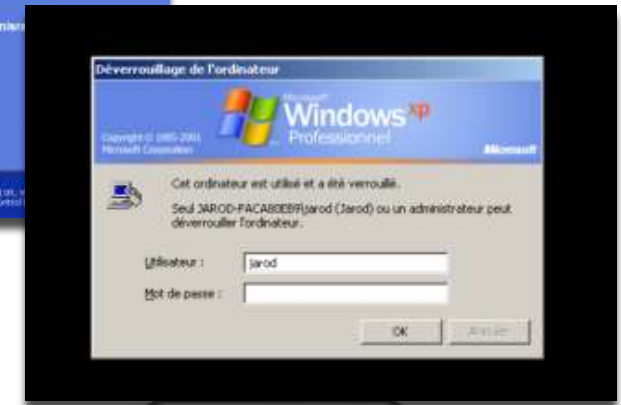 Déverrouillage de l'ordinateur
Microsoft
Windows xp
Professionnel
Copyright © 1985-2001
Microsoft Corporation
Microsoft
Cet ordinateur est utilisé et a été verrouillé.
Seul JAROD-FACA80EB9\jarod (Jarod) ou un administrateur peut
déverrouiller l'ordinateur.
Utilisateur :
jarod
Mot de passe :
OK
Annuler